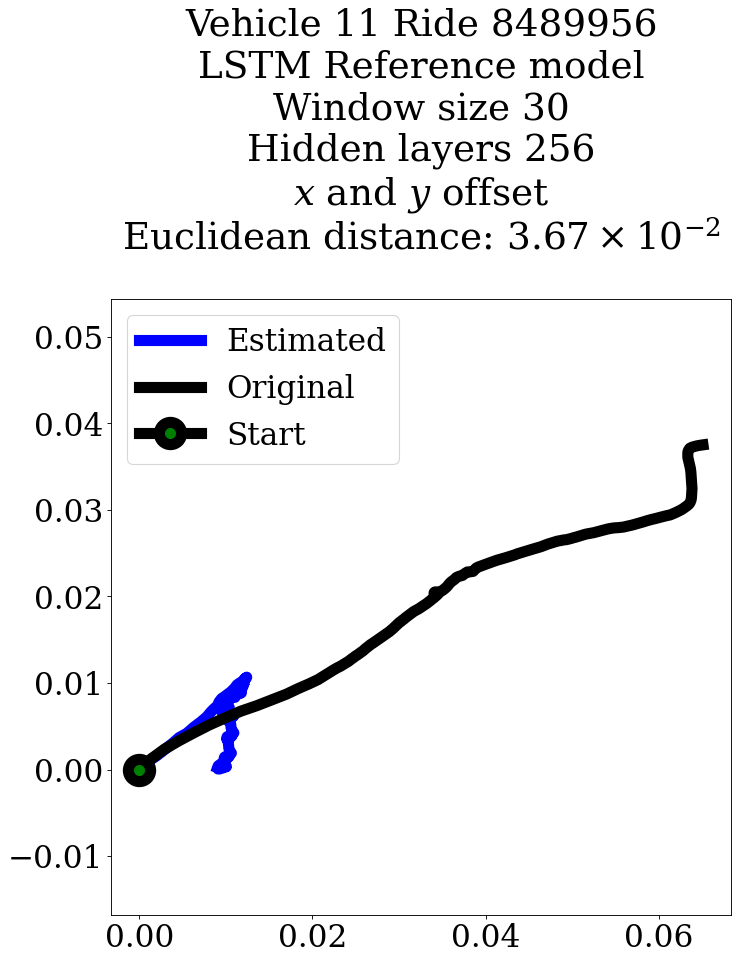 Vehicle 11 Ride 8489956
LSTM Reference model
Window size 30
Hidden layers 256
x and y offset
Euclidean distance: 3.67 × 10⁻²
Estimated
Original
Start
0.05
0.04
0.03
0.02
0.01
0.00
−0.01
0.00 0.02 0.04 0.06